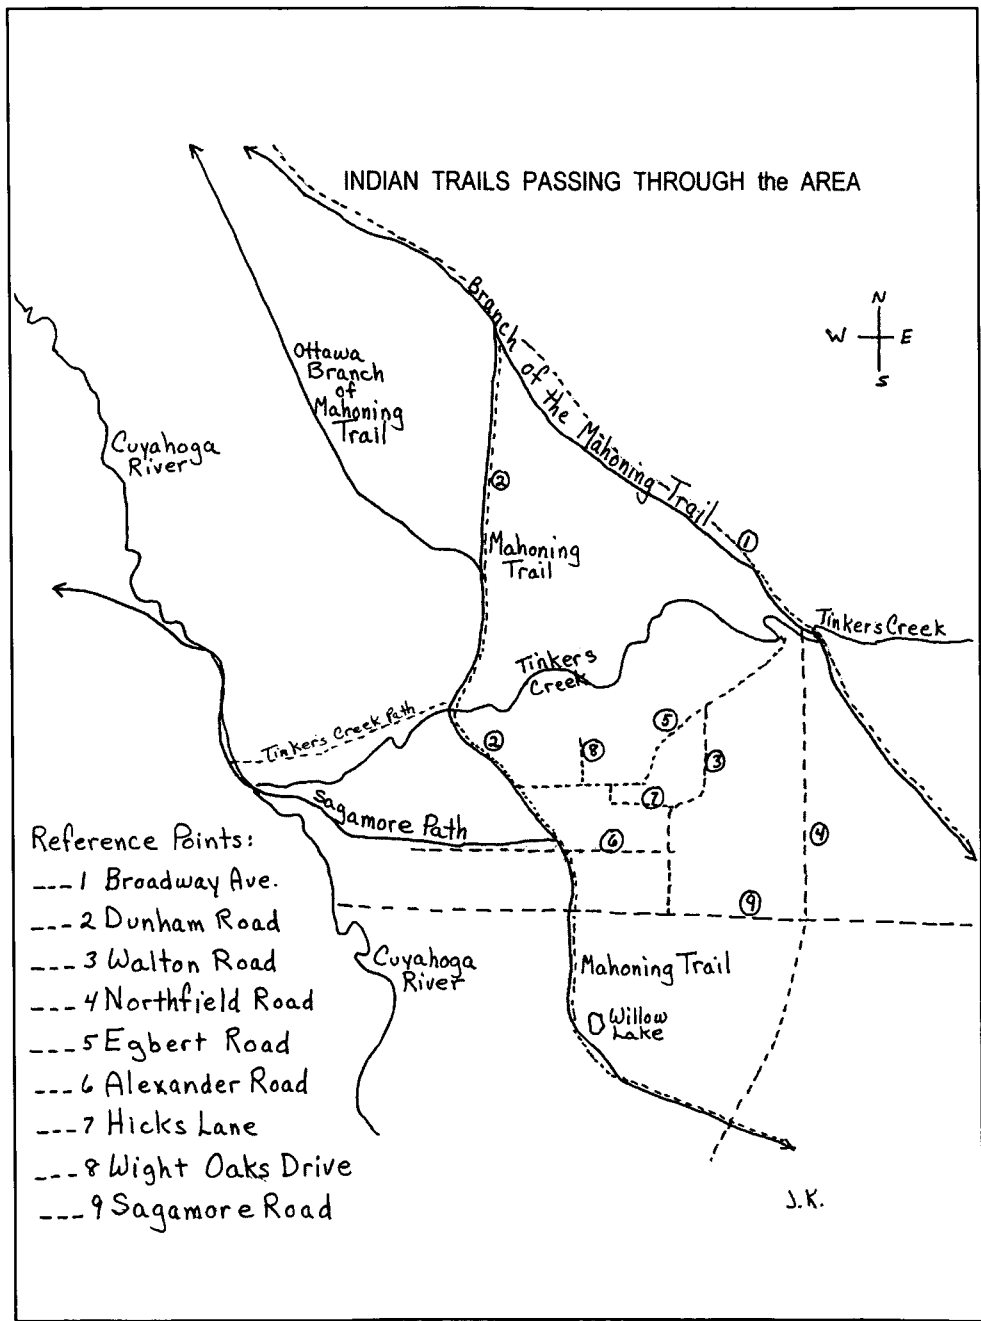 INDIAN TRAILS PASSING THROUGH the AREA
N
W E
S
Branch of the Mahoning Trail
Ottawa
Branch
of
Mahoning
Trail
Cuyahoga
River
2
1
Mahoning
Trail
Tinker's Creek
Tinkers
Creek
Tinker's Creek Path
2
5
8
3
7
Sagamore Path
6
4
9
Reference Points:
---1 Broadway Ave.
---2 Dunham Road
---3 Walton Road
---4 Northfield Road
---5 Egbert Road
---6 Alexander Road
---7 Hicks Lane
---8 Wight Oaks Drive
---9 Sagamore Road
Cuyahoga
River
Mahoning Trail
Willow
Lake
J.K.